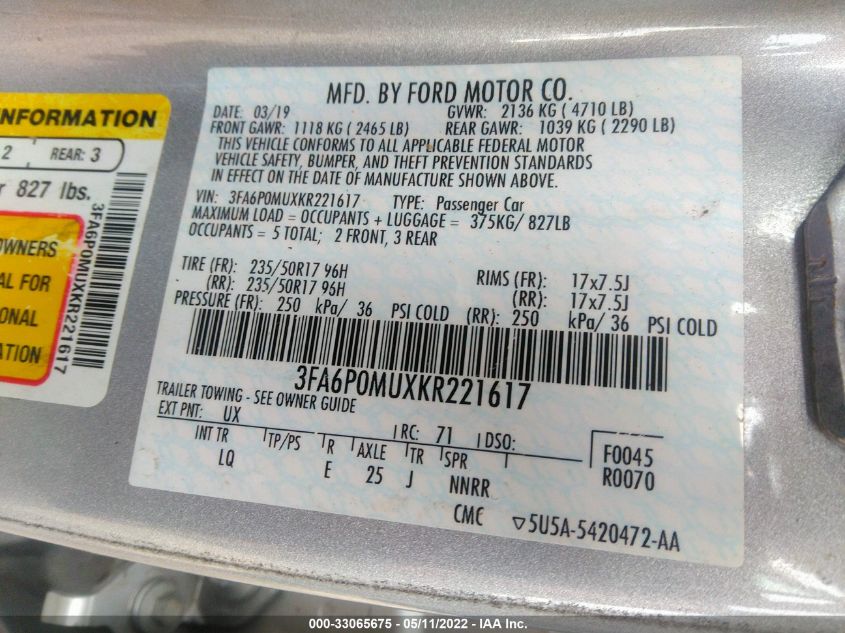 NFORMATION
2 REAR: 3
r 827 lbs.
OWNERS
AL FOR
ONAL
ATION
3FA6P0MUXKR221617
MFD. BY FORD MOTOR CO.
DATE: 03/19 GVWR: 2136 KG ( 4710 LB)
FRONT GAWR: 1118 KG ( 2465 LB) REAR GAWR: 1039 KG ( 2290 LB)
THIS VEHICLE CONFORMS TO ALL APPLICABLE FEDERAL MOTOR
VEHICLE SAFETY, BUMPER, AND THEFT PREVENTION STANDARDS
IN EFFECT ON THE DATE OF MANUFACTURE SHOWN ABOVE.
VIN: 3FA6P0MUXKR221617 TYPE: Passenger Car
MAXIMUM LOAD = OCCUPANTS + LUGGAGE = 375KG/ 827LB
OCCUPANTS = 5 TOTAL; 2 FRONT, 3 REAR
TIRE (FR): 235/50R17 96H RIMS (FR): 17x7.5J
(RR): 235/50R17 96H (RR): 17x7.5J
PRESSURE (FR): 250 kPa/ 36 PSI COLD (RR): 250 kPa/ 36 PSI COLD
3FA6P0MUXKR221617
TRAILER TOWING - SEE OWNER GUIDE
EXT PNT: UX RC: 71 DSO:
INT TR TP/PS R AXLE TR SPR F0045
LQ E 25 J NNRR R0070
CMC ▽5U5A-5420472-AA
000-33065675 - 05/11/2022 - IAA Inc.